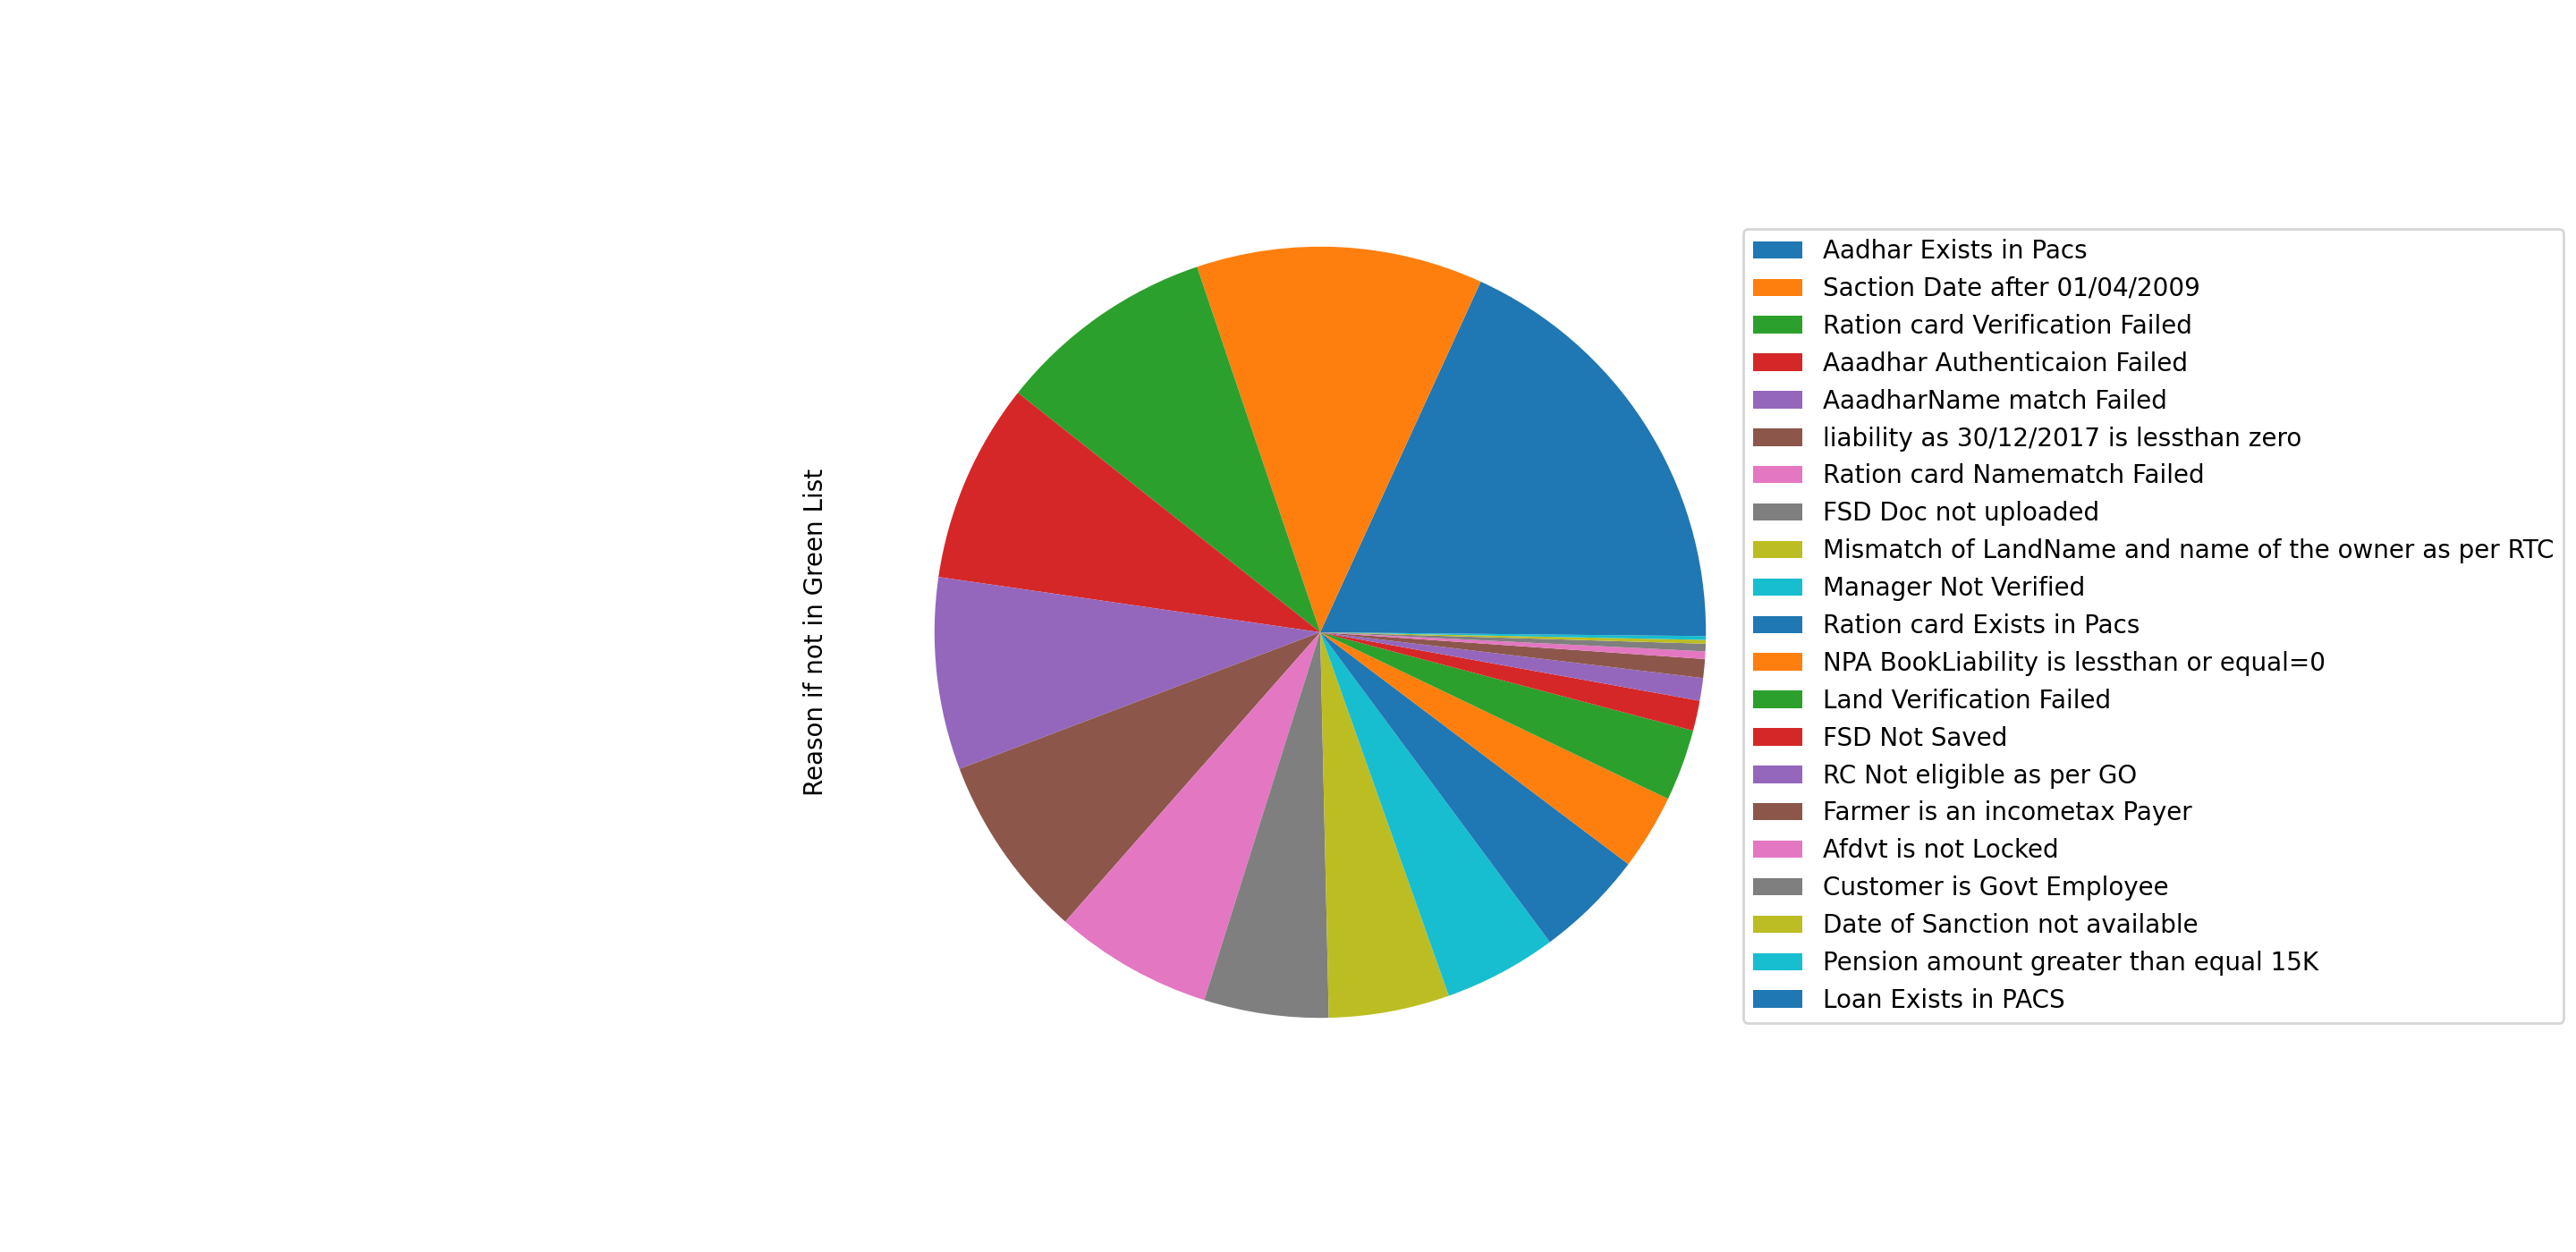 Reason if not in Green List
Aadhar Exists in Pacs
Saction Date after 01/04/2009
Ration card Verification Failed
Aaadhar Authenticaion Failed
AaadharName match Failed
liability as 30/12/2017 is lessthan zero
Ration card Namematch Failed
FSD Doc not uploaded
Mismatch of LandName and name of the owner as per RTC
Manager Not Verified
Ration card Exists in Pacs
NPA BookLiability is lessthan or equal=0
Land Verification Failed
FSD Not Saved
RC Not eligible as per GO
Farmer is an incometax Payer
Afdvt is not Locked
Customer is Govt Employee
Date of Sanction not available
Pension amount greater than equal 15K
Loan Exists in PACS